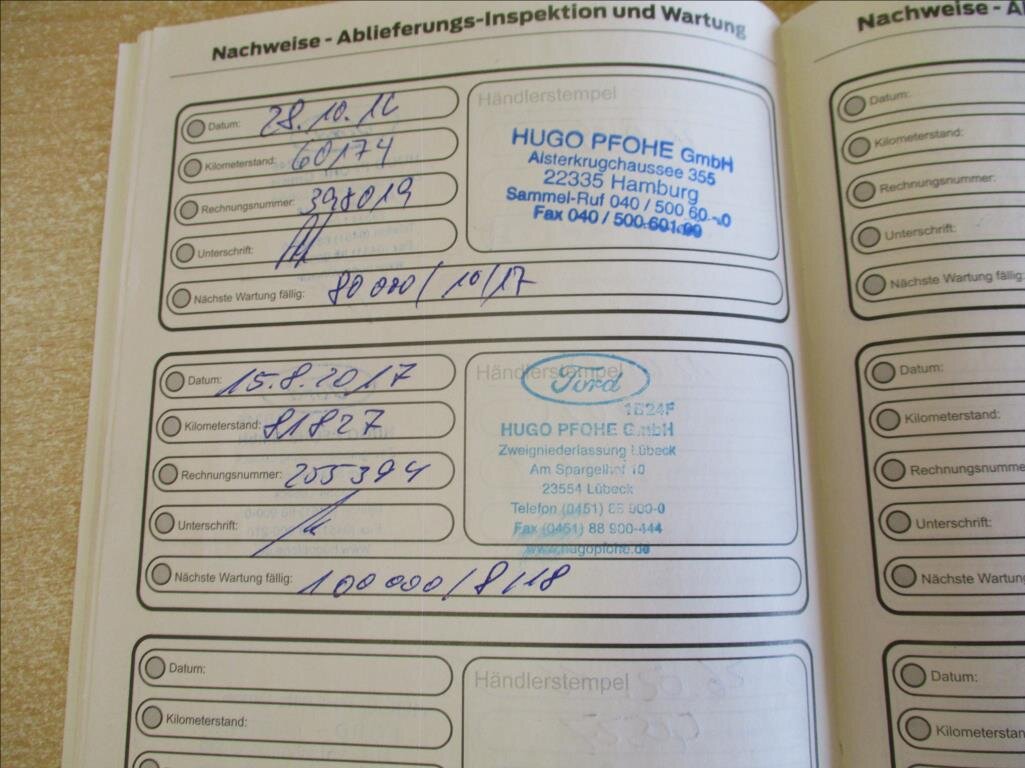 Nachweise - Ablieferungs-Inspektion und Wartung
Datum: 28.10.16
Kilometerstand: 60174
Rechnungsnummer: 398019
Unterschrift:
Nächste Wartung fällig: 80 000 / 10/17
Händlerstempel
HUGO PFOHE GmbH
Alsterkrugchaussee 355
22335 Hamburg
Sammel-Ruf 040 / 500 60 -0
Fax 040 / 500 601 99
Datum: 15.8.2017
Kilometerstand: 81827
Rechnungsnummer: 255394
Unterschrift:
Nächste Wartung fällig: 100 000 / 8/18
Händlerstempel
Ford
1B24F
HUGO PFOHE GmbH
Zweigniederlassung Lübeck
Am Spargelhof 10
23554 Lübeck
Telefon (0451) 88 900-0
Fax (0451) 88 900-444
www.hugopfohe.de
Datum:
Kilometerstand:
Händlerstempel
Nachweise - A
Datum:
Kilometerstand:
Rechnungsnummer:
Unterschrift:
Nächste Wartung fällig:
Datum:
Kilometerstand:
Rechnungsnumme
Unterschrift:
Nächste Wartun
Datum:
Kilometerstand: